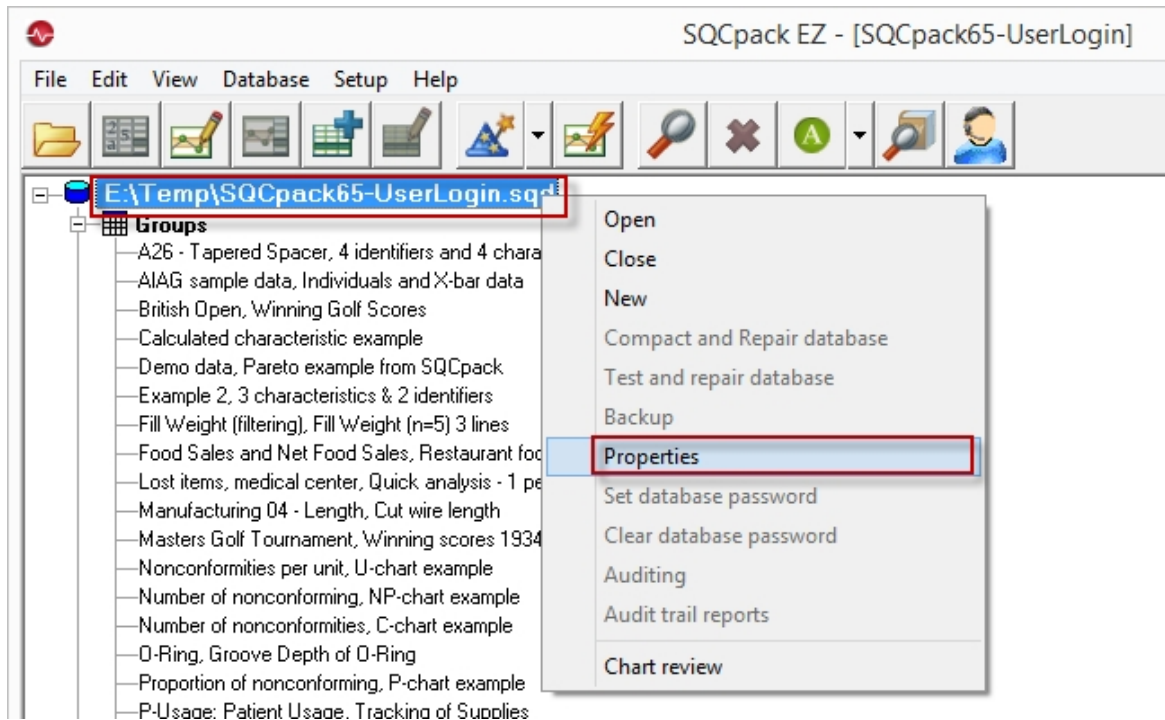 SQCpack EZ - [SQCpack65-UserLogin]
File Edit View Database Setup Help
A
E:\Temp\SQCpack65-UserLogin.sqd
Groups
A26 - Tapered Spacer, 4 identifiers and 4 chara
AIAG sample data, Individuals and X-bar data
British Open, Winning Golf Scores
Calculated characteristic example
Demo data, Pareto example from SQCpack
Example 2, 3 characteristics & 2 identifiers
Fill Weight (filtering), Fill Weight (n=5) 3 lines
Food Sales and Net Food Sales, Restaurant foo
Lost items, medical center, Quick analysis - 1 pe
Manufacturing 04 - Length, Cut wire length
Masters Golf Tournament, Winning scores 1934
Nonconformities per unit, U-chart example
Number of nonconforming, NP-chart example
Number of nonconformities, C-chart example
O-Ring, Groove Depth of O-Ring
Proportion of nonconforming, P-chart example
P-Usage: Patient Usage, Tracking of Supplies
Open
Close
New
Compact and Repair database
Test and repair database
Backup
Properties
Set database password
Clear database password
Auditing
Audit trail reports
Chart review